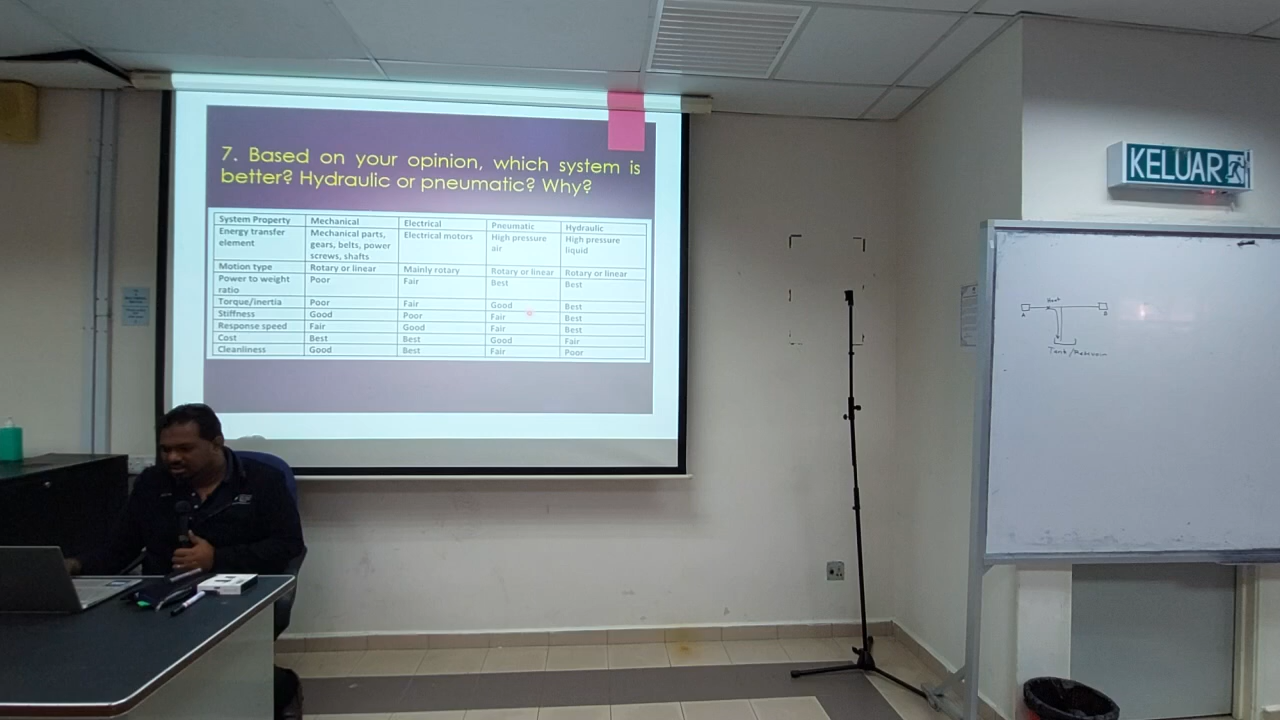 7. Based on your opinion, which system is
better? Hydraulic or pneumatic? Why?
System Property Mechanical Electrical Pneumatic Hydraulic
Energy transfer element Mechanical parts, gears, belts, power screws, shafts Electrical motors High pressure air High pressure liquid
Motion type Rotary or linear Mainly rotary Rotary or linear Rotary or linear
Power to weight ratio Poor Fair Best Best
Torque/inertia Poor Fair Good Best
Stiffness Good Poor Fair Best
Response speed Fair Good Fair Best
Cost Best Best Good Fair
Cleanliness Good Best Fair Poor
KELUAR
A
B